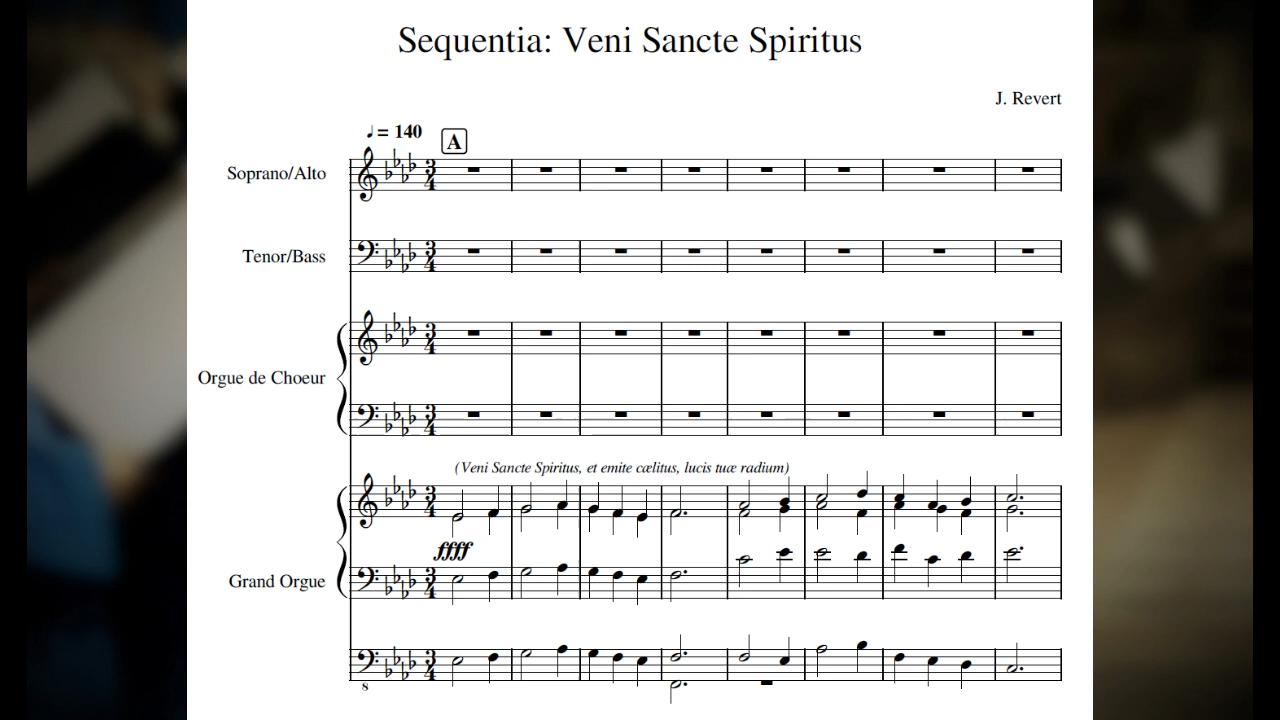 Sequentia: Veni Sancte Spiritus
J. Revert
♩ = 140
A
Soprano/Alto
Tenor/Bass
Orgue de Choeur
(Veni Sancte Spiritus, et emite cælitus, lucis tuæ radium)
ffff
Grand Orgue
8